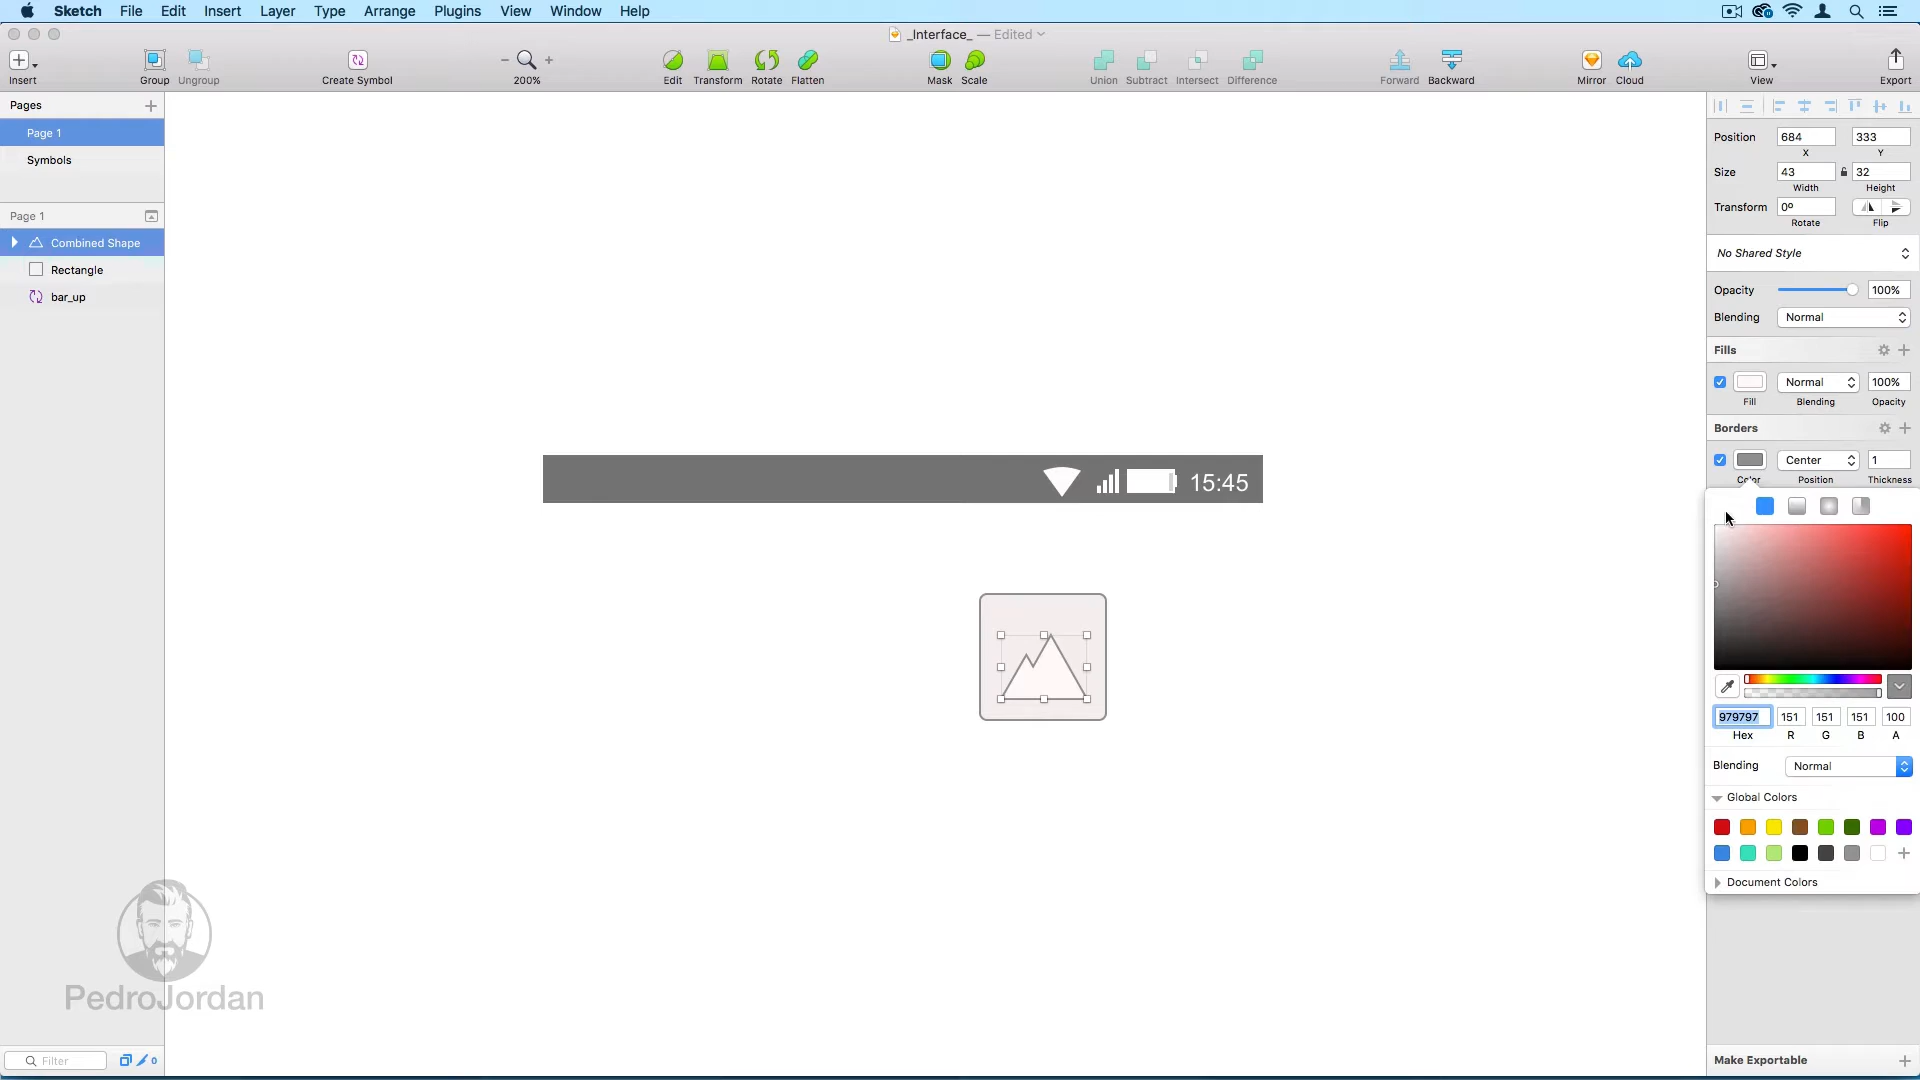 Sketch File Edit Insert Layer Type Arrange Plugins View Window Help
_Interface_ — Edited
Insert Group Ungroup Create Symbol 200% Edit Transform Rotate Flatten Mask Scale Union Subtract Intersect Difference Forward Backward Mirror Cloud View Export
Pages
Page 1
Symbols
Page 1
Combined Shape
Rectangle
bar_up
15:45
Position 684 333
X Y
Size 43 32
Width Height
Transform 0º
Rotate Flip
No Shared Style
Opacity 100%
Blending Normal
Fills
Normal 100%
Fill Blending Opacity
Borders
Center 1
Color Position Thickness
979797 151 151 151 100
Hex R G B A
Blending Normal
Global Colors
Document Colors
PedroJordan
Filter 0
Make Exportable